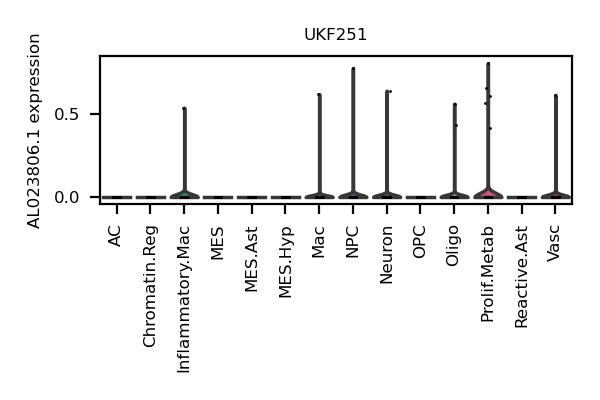 UKF251
AL023806.1 expression
0.5
0.0
AC
Chromatin.Reg
Inflammatory.Mac
MES
MES.Ast
MES.Hyp
Mac
NPC
Neuron
OPC
Oligo
Prolif.Metab
Reactive.Ast
Vasc